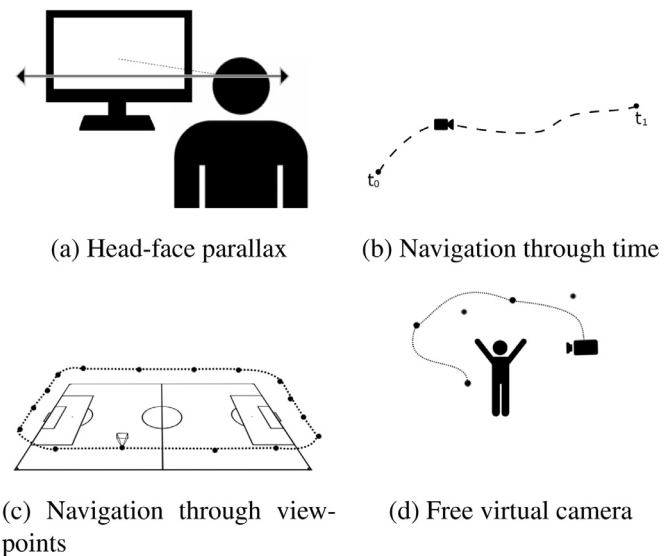 t₁
t₀
(a) Head-face parallax
(b) Navigation through time
(c) Navigation through view-
points
(d) Free virtual camera